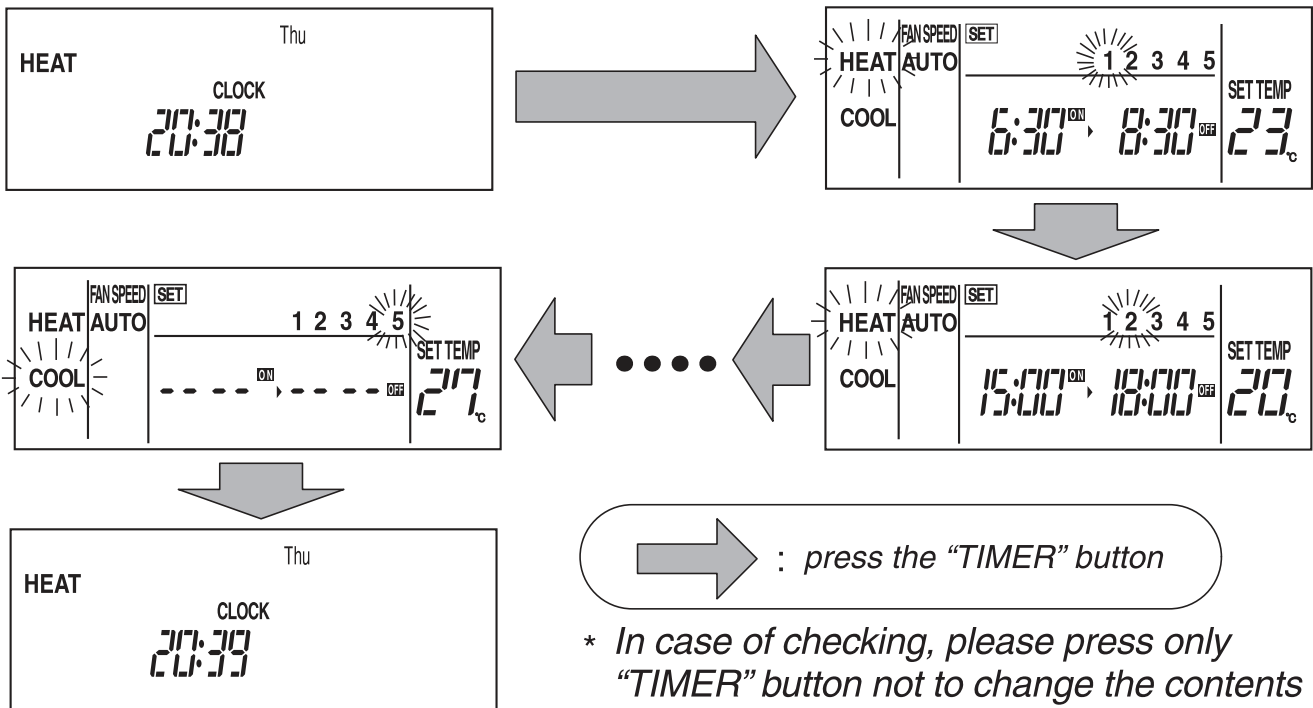 Thu
HEAT
CLOCK
20:38
FAN SPEED SET
HEAT AUTO 1 2 3 4 5
SET TEMP
COOL
6:30 ON 8:30 OFF 23 °C
FAN SPEED SET
HEAT AUTO 1 2 3 4 5
SET TEMP
COOL
15:00 ON 18:00 OFF 20 °C
FAN SPEED SET
HEAT AUTO 1 2 3 4 5
SET TEMP
COOL
- - - - ON - - - - OFF 27 °C
Thu
HEAT
CLOCK
20:39
: press the “TIMER” button
* In case of checking, please press only
“TIMER” button not to change the contents